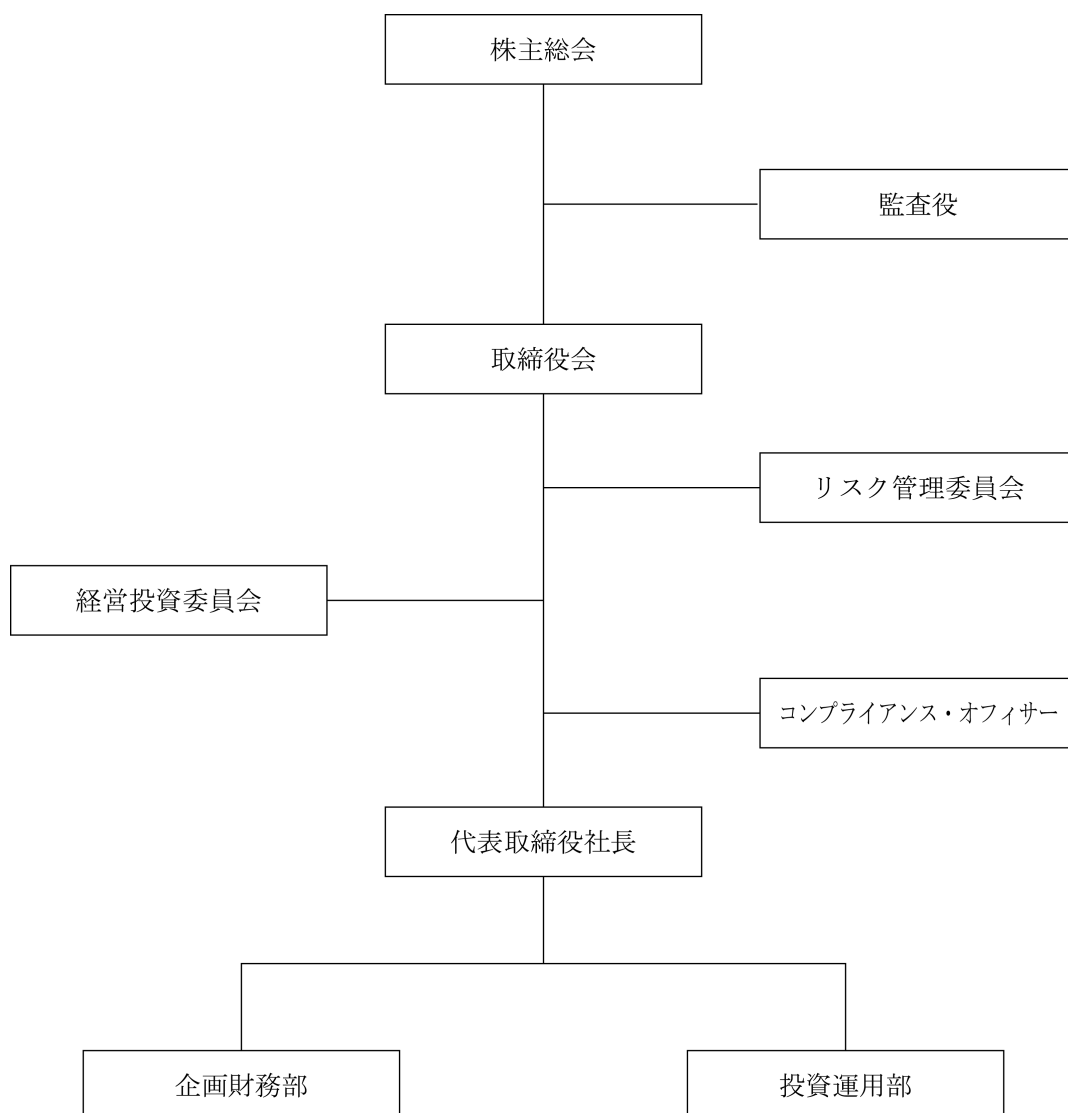 株主総会
監査役
取締役会
リスク管理委員会
経営投資委員会
コンプライアンス・オフィサー
代表取締役社長
企画財務部
投資運用部